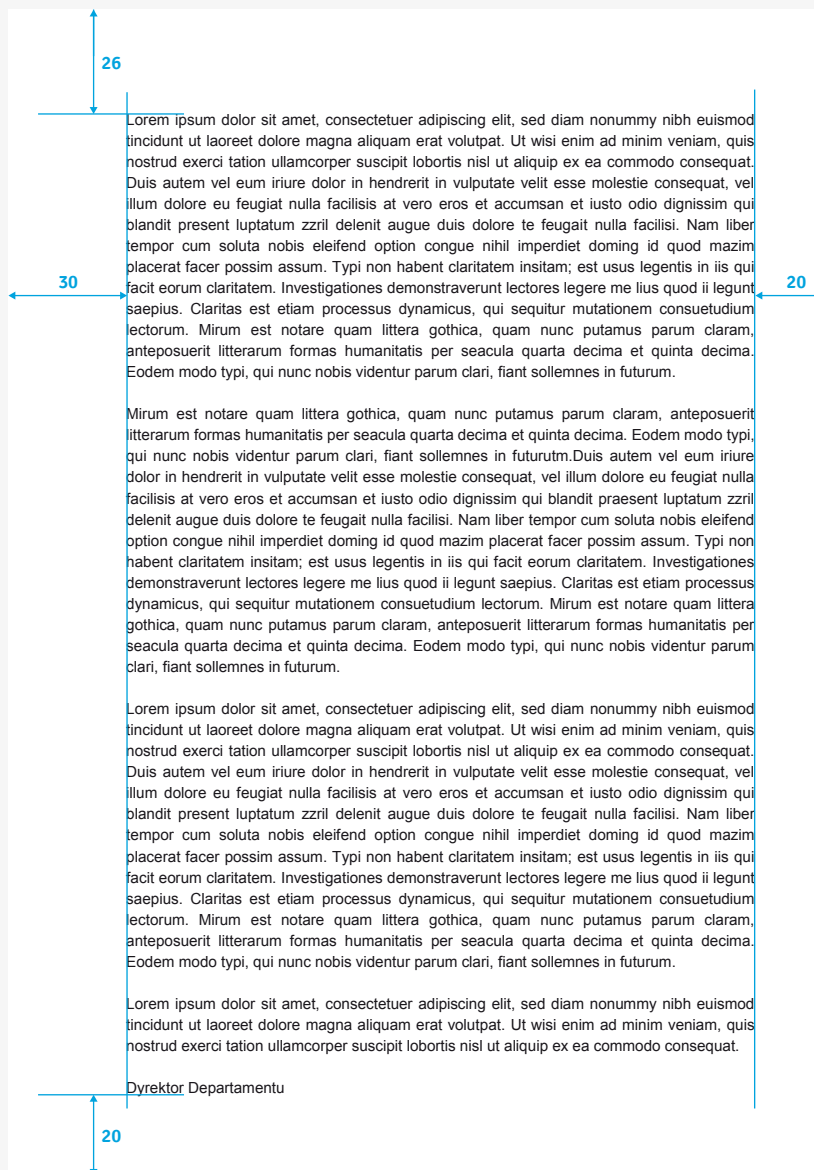 26
Lorem ipsum dolor sit amet, consectetuer adipiscing elit, sed diam nonummy nibh euismod
tincidunt ut laoreet dolore magna aliquam erat volutpat. Ut wisi enim ad minim veniam, quis
nostrud exerci tation ullamcorper suscipit lobortis nisl ut aliquip ex ea commodo consequat.
Duis autem vel eum iriure dolor in hendrerit in vulputate velit esse molestie consequat, vel
illum dolore eu feugiat nulla facilisis at vero eros et accumsan et iusto odio dignissim qui
blandit present luptatum zzril delenit augue duis dolore te feugait nulla facilisi. Nam liber
tempor cum soluta nobis eleifend option congue nihil imperdiet doming id quod mazim
placerat facer possim assum. Typi non habent claritatem insitam; est usus legentis in iis qui
30
facit eorum claritatem. Investigationes demonstraverunt lectores legere me lius quod ii legunt
20
saepius. Claritas est etiam processus dynamicus, qui sequitur mutationem consuetudium
lectorum. Mirum est notare quam littera gothica, quam nunc putamus parum claram,
anteposuerit litterarum formas humanitatis per seacula quarta decima et quinta decima.
Eodem modo typi, qui nunc nobis videntur parum clari, fiant sollemnes in futurum.
Mirum est notare quam littera gothica, quam nunc putamus parum claram, anteposuerit
litterarum formas humanitatis per seacula quarta decima et quinta decima. Eodem modo typi,
qui nunc nobis videntur parum clari, fiant sollemnes in futurutm.Duis autem vel eum iriure
dolor in hendrerit in vulputate velit esse molestie consequat, vel illum dolore eu feugiat nulla
facilisis at vero eros et accumsan et iusto odio dignissim qui blandit praesent luptatum zzril
delenit augue duis dolore te feugait nulla facilisi. Nam liber tempor cum soluta nobis eleifend
option congue nihil imperdiet doming id quod mazim placerat facer possim assum. Typi non
habent claritatem insitam; est usus legentis in iis qui facit eorum claritatem. Investigationes
demonstraverunt lectores legere me lius quod ii legunt saepius. Claritas est etiam processus
dynamicus, qui sequitur mutationem consuetudium lectorum. Mirum est notare quam littera
gothica, quam nunc putamus parum claram, anteposuerit litterarum formas humanitatis per
seacula quarta decima et quinta decima. Eodem modo typi, qui nunc nobis videntur parum
clari, fiant sollemnes in futurum.
Lorem ipsum dolor sit amet, consectetuer adipiscing elit, sed diam nonummy nibh euismod
tincidunt ut laoreet dolore magna aliquam erat volutpat. Ut wisi enim ad minim veniam, quis
nostrud exerci tation ullamcorper suscipit lobortis nisl ut aliquip ex ea commodo consequat.
Duis autem vel eum iriure dolor in hendrerit in vulputate velit esse molestie consequat, vel
illum dolore eu feugiat nulla facilisis at vero eros et accumsan et iusto odio dignissim qui
blandit present luptatum zzril delenit augue duis dolore te feugait nulla facilisi. Nam liber
tempor cum soluta nobis eleifend option congue nihil imperdiet doming id quod mazim
placerat facer possim assum. Typi non habent claritatem insitam; est usus legentis in iis qui
facit eorum claritatem. Investigationes demonstraverunt lectores legere me lius quod ii legunt
saepius. Claritas est etiam processus dynamicus, qui sequitur mutationem consuetudium
lectorum. Mirum est notare quam littera gothica, quam nunc putamus parum claram,
anteposuerit litterarum formas humanitatis per seacula quarta decima et quinta decima.
Eodem modo typi, qui nunc nobis videntur parum clari, fiant sollemnes in futurum.
Lorem ipsum dolor sit amet, consectetuer adipiscing elit, sed diam nonummy nibh euismod
tincidunt ut laoreet dolore magna aliquam erat volutpat. Ut wisi enim ad minim veniam, quis
nostrud exerci tation ullamcorper suscipit lobortis nisl ut aliquip ex ea commodo consequat.
Dyrektor Departamentu
20